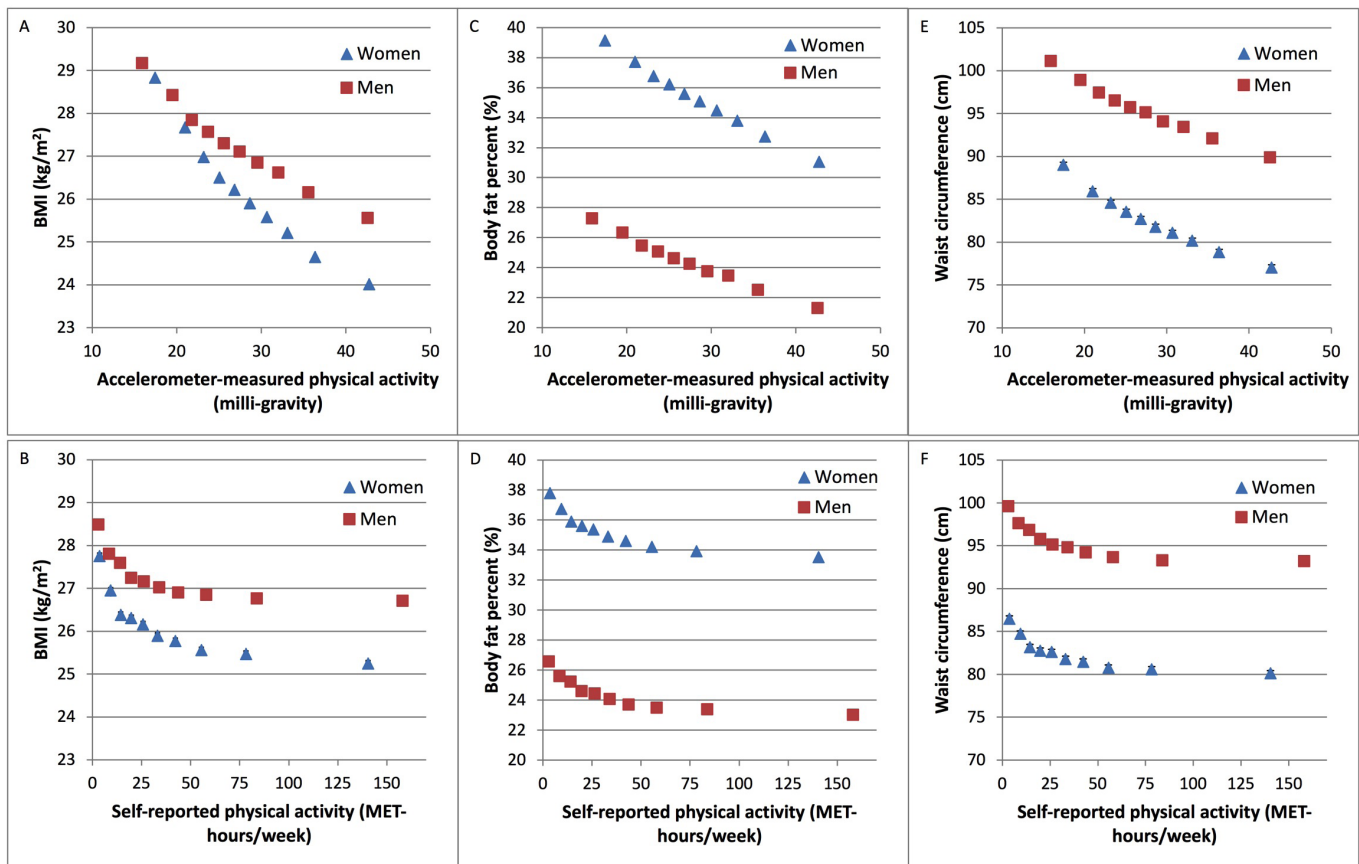 A
BMI (kg/m²)
30
29
28
27
26
25
24
23
Women
Men
10 20 30 40 50
Accelerometer-measured physical activity
(milli-gravity)
C
Body fat percent (%)
40
38
36
34
32
30
28
26
24
22
20
Women
Men
10 20 30 40 50
Accelerometer-measured physical activity
(milli-gravity)
E
Waist circumference (cm)
105
100
95
90
85
80
75
70
Women
Men
10 20 30 40 50
Accelerometer-measured physical activity
(milli-gravity)
B
BMI (kg/m²)
30
29
28
27
26
25
24
23
Women
Men
0 25 50 75 100 125 150
Self-reported physical activity (MET-
hours/week)
D
Body fat percent (%)
40
38
36
34
32
30
28
26
24
22
20
Women
Men
0 25 50 75 100 125 150
Self-reported physical activity (MET-
hours/week)
F
Waist circumference (cm)
105
100
95
90
85
80
75
70
Women
Men
0 25 50 75 100 125 150
Self-reported physical activity (MET-
hours/week)